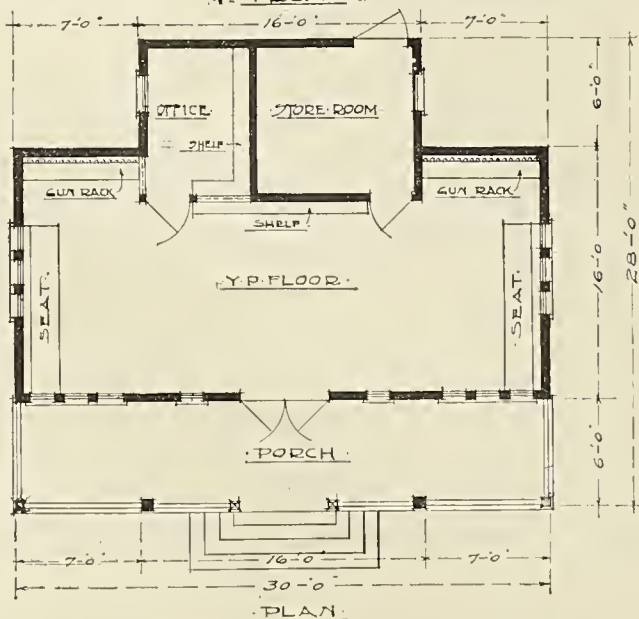 7'-0" 16'-0" 7'-0"
OFFICE. STORE-ROOM.
SHELF
GUN RACK GUN RACK
SHELF
6'-0"
SEAT. Y.P. FLOOR. SEAT.
16'-0"
28'-0"
PORCH.
6'-0"
7'-0" 16'-0" 7'-0"
30'-0"
PLAN.